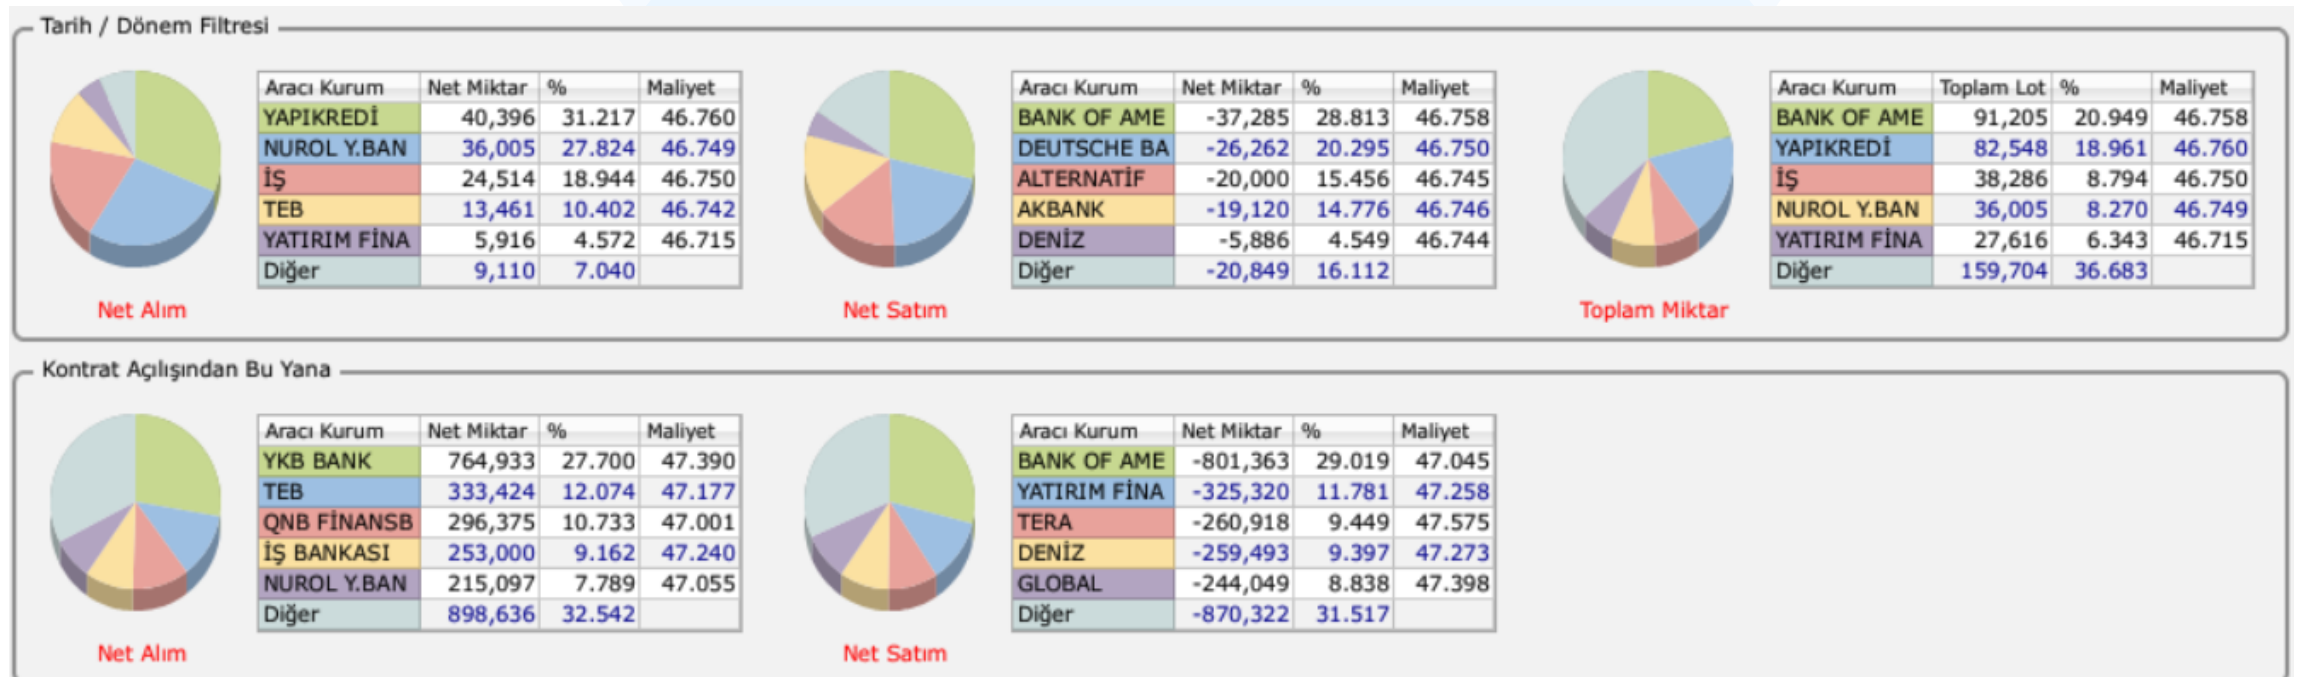 Tarih / Dönem Filtresi
Aracı Kurum Net Miktar % Maliyet
YAPIKREDİ 40,396 31.217 46.760
NUROL Y.BAN 36,005 27.824 46.749
İŞ 24,514 18.944 46.750
TEB 13,461 10.402 46.742
YATIRIM FİNA 5,916 4.572 46.715
Diğer 9,110 7.040
Net Alım
Aracı Kurum Net Miktar % Maliyet
BANK OF AME -37,285 28.813 46.758
DEUTSCHE BA -26,262 20.295 46.750
ALTERNATİF -20,000 15.456 46.745
AKBANK -19,120 14.776 46.746
DENİZ -5,886 4.549 46.744
Diğer -20,849 16.112
Net Satım
Aracı Kurum Toplam Lot % Maliyet
BANK OF AME 91,205 20.949 46.758
YAPIKREDİ 82,548 18.961 46.760
İŞ 38,286 8.794 46.750
NUROL Y.BAN 36,005 8.270 46.749
YATIRIM FİNA 27,616 6.343 46.715
Diğer 159,704 36.683
Toplam Miktar
Kontrat Açılışından Bu Yana
Aracı Kurum Net Miktar % Maliyet
YKB BANK 764,933 27.700 47.390
TEB 333,424 12.074 47.177
QNB FİNANSB 296,375 10.733 47.001
İŞ BANKASI 253,000 9.162 47.240
NUROL Y.BAN 215,097 7.789 47.055
Diğer 898,636 32.542
Net Alım
Aracı Kurum Net Miktar % Maliyet
BANK OF AME -801,363 29.019 47.045
YATIRIM FİNA -325,320 11.781 47.258
TERA -260,918 9.449 47.575
DENİZ -259,493 9.397 47.273
GLOBAL -244,049 8.838 47.398
Diğer -870,322 31.517
Net Satım